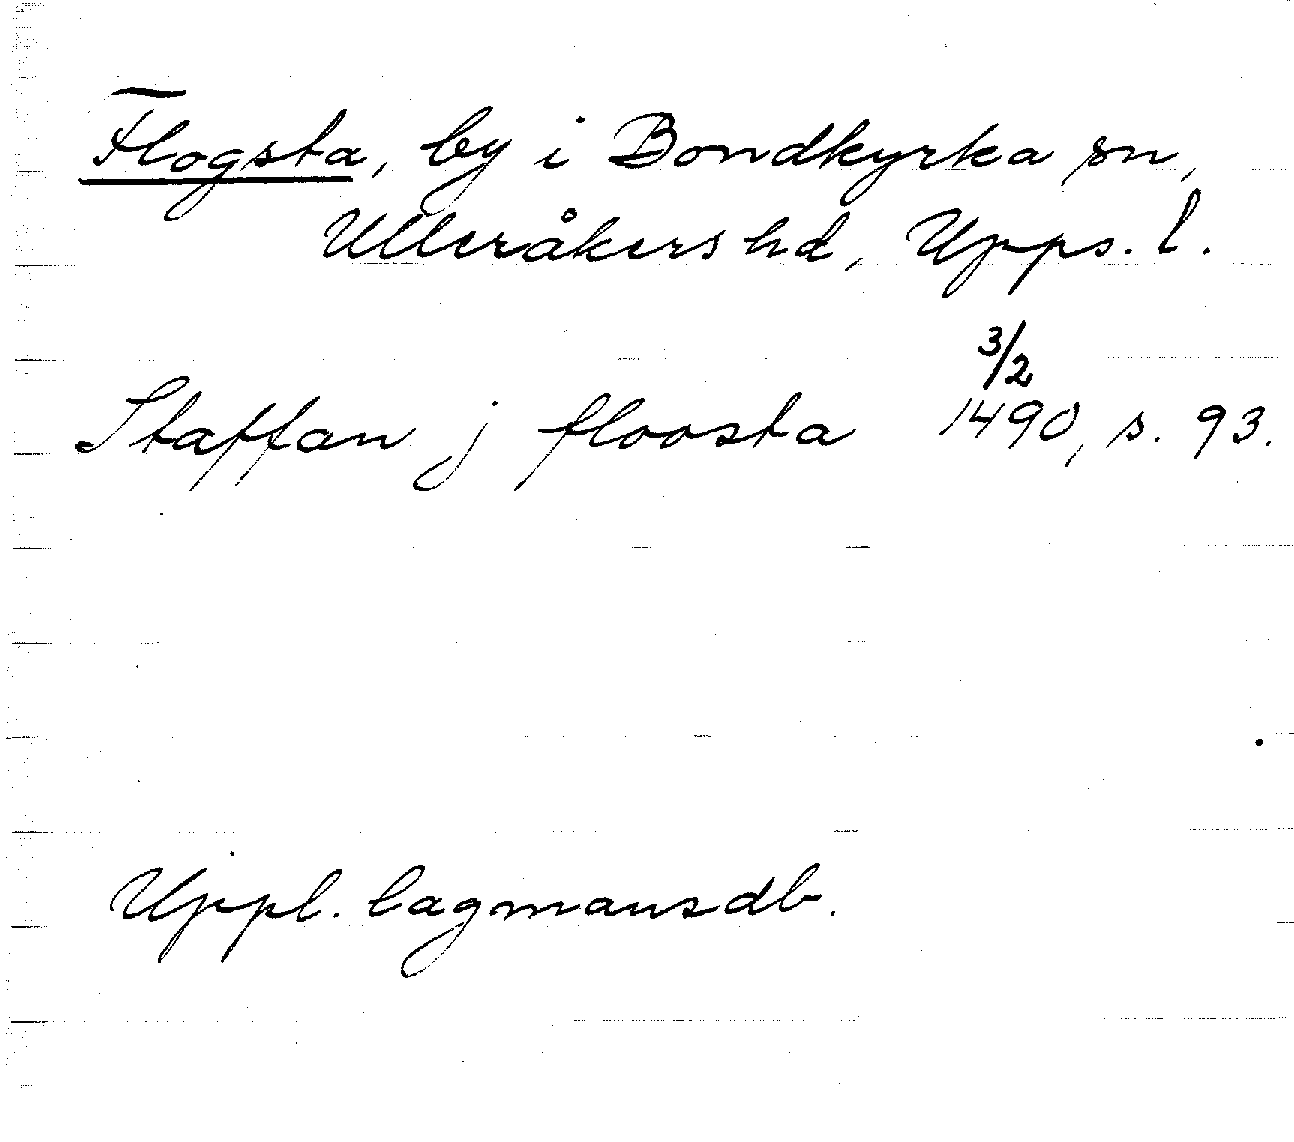 Flogsta, by i Bondkyrka sn,
Ulleråkers hd, Upps. l.
3/2
Staffan j floosta 1490, s. 93.
Uppl. lagmansdb.